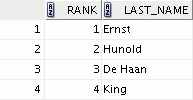 RANK LAST_NAME
1 1 Ernst
2 2 Hunold
3 3 De Haan
4 4 King